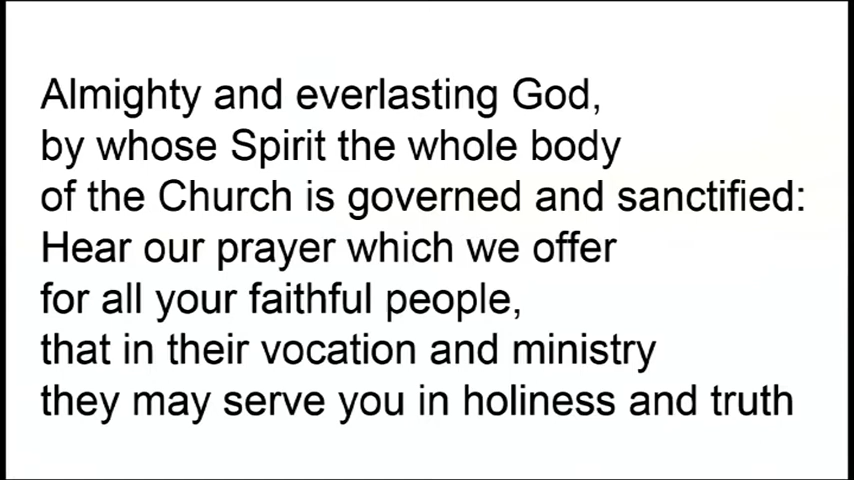 Almighty and everlasting God,
by whose Spirit the whole body
of the Church is governed and sanctified:
Hear our prayer which we offer
for all your faithful people,
that in their vocation and ministry
they may serve you in holiness and truth